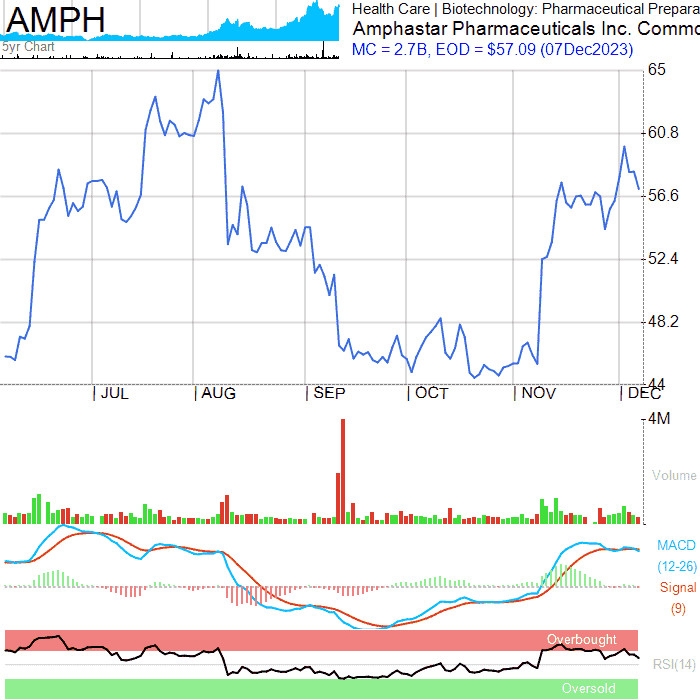 AMPH
5yr Chart
Health Care | Biotechnology: Pharmaceutical Prepara
Amphastar Pharmaceuticals Inc. Commo
MC = 2.7B, EOD = $57.09 (07Dec2023)
65
60.8
56.6
52.4
48.2
44
JUL AUG SEP OCT NOV DEC
4M
Volume
MACD
(12-26)
Signal
(9)
Overbought
RSI(14)
Oversold